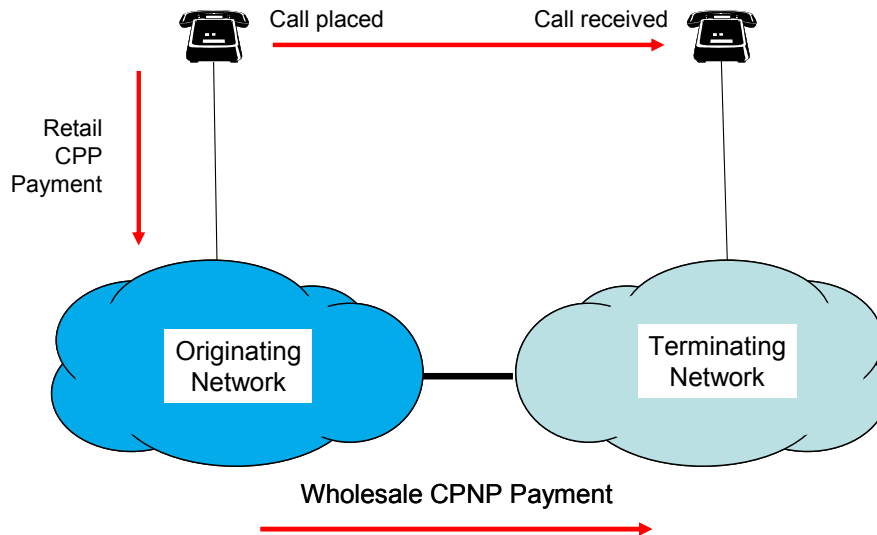 Call placed
Call received
Retail
CPP
Payment
Originating
Network
Terminating
Network
Wholesale CPNP Payment